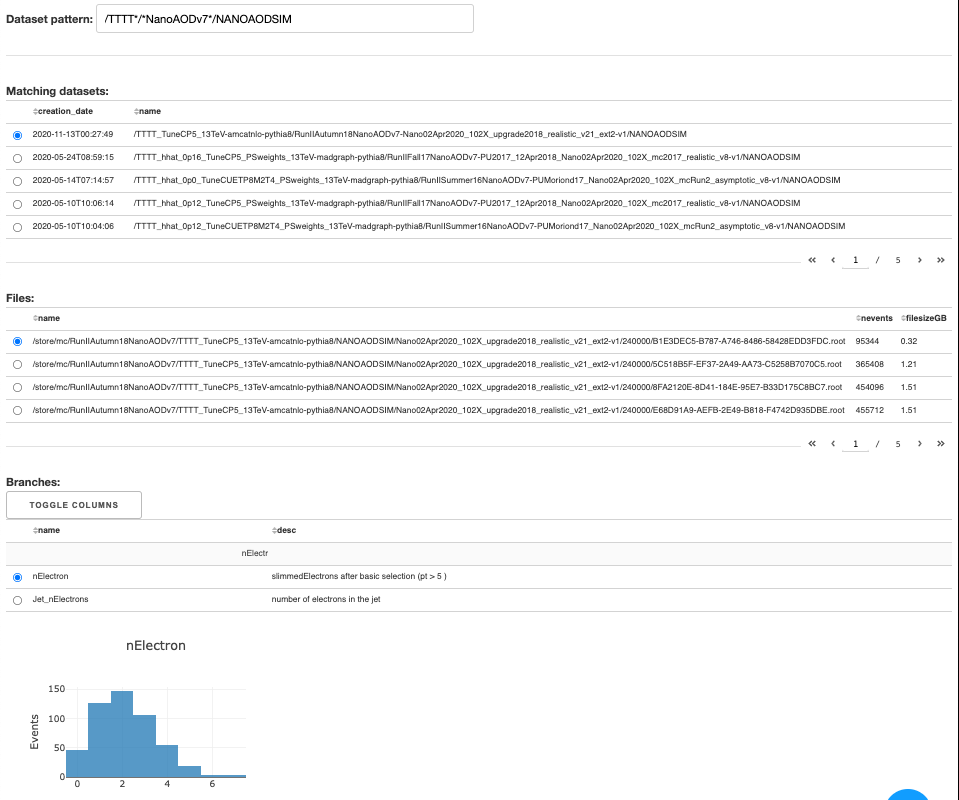 Dataset pattern: /TTTT*/*NanoAODv7*/NANOAODSIM
Matching datasets:
creation_date name
2020-11-13T00:27:49 /TTTT_TuneCP5_13TeV-amcatnlo-pythia8/RunIIAutumn18NanoAODv7-Nano02Apr2020_102X_upgrade2018_realistic_v21_ext2-v1/NANOAODSIM
2020-05-24T08:59:15 /TTTT_hhat_0p16_TuneCP5_PSweights_13TeV-madgraph-pythia8/RunIIFall17NanoAODv7-PU2017_12Apr2018_Nano02Apr2020_102X_mc2017_realistic_v8-v1/NANOAODSIM
2020-05-14T07:14:57 /TTTT_hhat_0p0_TuneCUETP8M2T4_PSweights_13TeV-madgraph-pythia8/RunIISummer16NanoAODv7-PUMoriond17_Nano02Apr2020_102X_mcRun2_asymptotic_v8-v1/NANOAODSIM
2020-05-10T10:06:14 /TTTT_hhat_0p12_TuneCP5_PSweights_13TeV-madgraph-pythia8/RunIIFall17NanoAODv7-PU2017_12Apr2018_Nano02Apr2020_102X_mc2017_realistic_v8-v1/NANOAODSIM
2020-05-10T10:04:06 /TTTT_hhat_0p12_TuneCUETP8M2T4_PSweights_13TeV-madgraph-pythia8/RunIISummer16NanoAODv7-PUMoriond17_Nano02Apr2020_102X_mcRun2_asymptotic_v8-v1/NANOAODSIM
« ‹ 1 / 5 › »
Files:
name nevents filesizeGB
/store/mc/RunIIAutumn18NanoAODv7/TTTT_TuneCP5_13TeV-amcatnlo-pythia8/NANOAODSIM/Nano02Apr2020_102X_upgrade2018_realistic_v21_ext2-v1/240000/B1E3DEC5-B787-A746-8486-58428EDD3FDC.root 95344 0.32
/store/mc/RunIIAutumn18NanoAODv7/TTTT_TuneCP5_13TeV-amcatnlo-pythia8/NANOAODSIM/Nano02Apr2020_102X_upgrade2018_realistic_v21_ext2-v1/240000/5C518B5F-EF37-2A49-AA73-C5258B7070C5.root 365408 1.21
/store/mc/RunIIAutumn18NanoAODv7/TTTT_TuneCP5_13TeV-amcatnlo-pythia8/NANOAODSIM/Nano02Apr2020_102X_upgrade2018_realistic_v21_ext2-v1/240000/8FA2120E-8D41-184E-95E7-B33D175C8BC7.root 454096 1.51
/store/mc/RunIIAutumn18NanoAODv7/TTTT_TuneCP5_13TeV-amcatnlo-pythia8/NANOAODSIM/Nano02Apr2020_102X_upgrade2018_realistic_v21_ext2-v1/240000/E68D91A9-AEFB-2E49-B818-F4742D935DBE.root 455712 1.51
« ‹ 1 / 5 › »
Branches:
TOGGLE COLUMNS
name desc
nElectr
nElectron slimmedElectrons after basic selection (pt > 5 )
Jet_nElectrons number of electrons in the jet
nElectron
150
100
50
0
Events
0 2 4 6